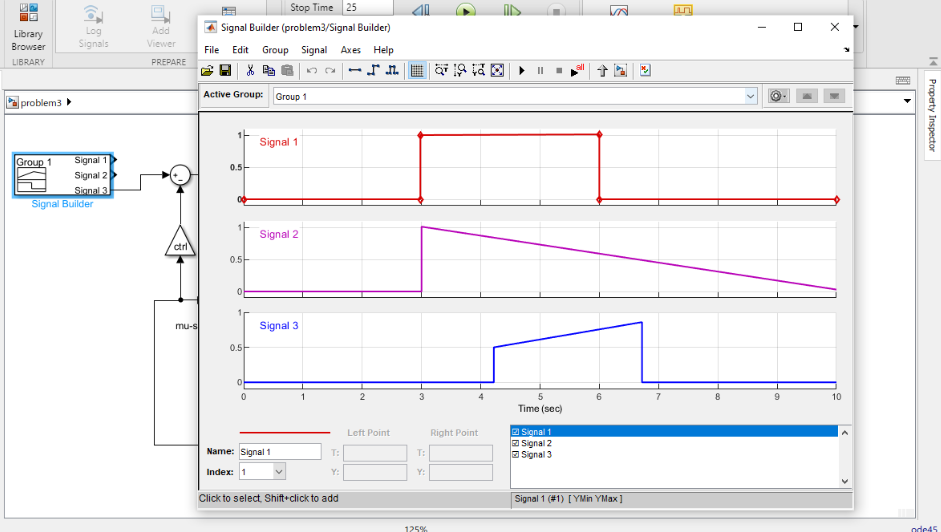 Stop Time 25
Library
Browser
Log
Signals
Add
Viewer
LIBRARY
PREPARE
problem3
Property Inspector
Group 1
Signal 1
Signal 2
Signal 3
Signal Builder
ctrl
mu-s
Signal Builder (problem3/Signal Builder)
File Edit Group Signal Axes Help
all
Active Group: Group 1
1
0.5
0
Signal 1
1
0.5
0
Signal 2
1
0.5
0
Signal 3
0 1 2 3 4 5 6 7 8 9 10
Time (sec)
Left Point Right Point
Name: Signal 1 T: T:
Index: 1 Y: Y:
Signal 1
Signal 2
Signal 3
Click to select, Shift+click to add
Signal 1 (#1) [ YMin YMax ]
125%
ode45